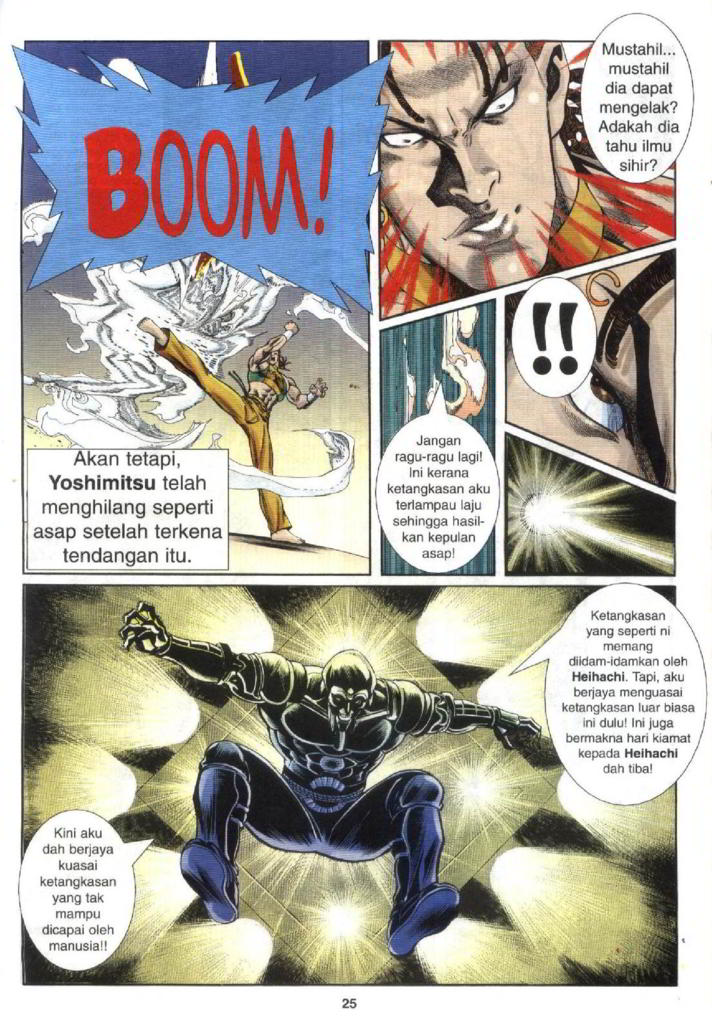 BOOM!
Akan tetapi,
Yoshimitsu telah
menghilang seperti
asap setelah terkena
tendangan itu.
Mustahil...
mustahil
dia dapat
mengelak?
Adakah dia
tahu ilmu
sihir?
!!
Jangan
ragu-ragu lagi!
Ini kerana
ketangkasan aku
terlampau laju
sehingga hasil-
kan kepulan
asap!
Ketangkasan
yang seperti ni
memang
diidam-idamkan oleh
Heihachi. Tapi, aku
berjaya menguasai
ketangkasan luar biasa
ini dulu! Ini juga
bermakna hari kiamat
kepada Heihachi
dah tiba!
Kini aku
dah berjaya
kuasai
ketangkasan
yang tak
mampu
dicapai oleh
manusia!!
25